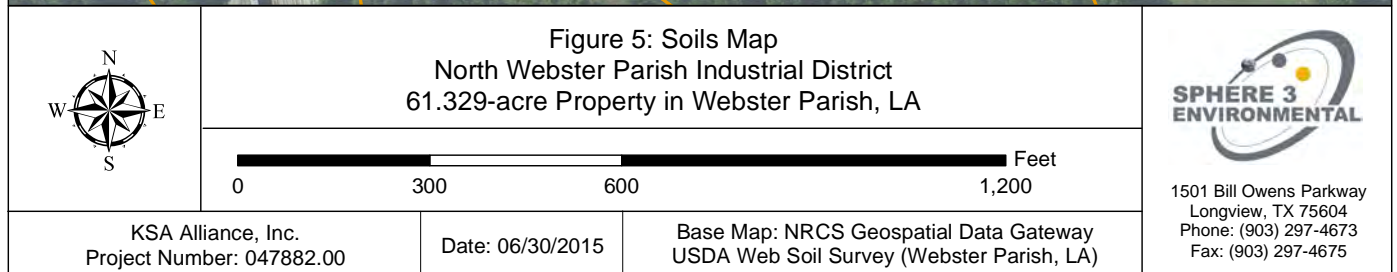 N
W E
S
Figure 5: Soils Map
North Webster Parish Industrial District
61.329-acre Property in Webster Parish, LA
Feet
0 300 600 1,200
KSA Alliance, Inc.
Project Number: 047882.00
Date: 06/30/2015
Base Map: NRCS Geospatial Data Gateway
USDA Web Soil Survey (Webster Parish, LA)
SPHERE 3
ENVIRONMENTAL
1501 Bill Owens Parkway
Longview, TX 75604
Phone: (903) 297-4673
Fax: (903) 297-4675